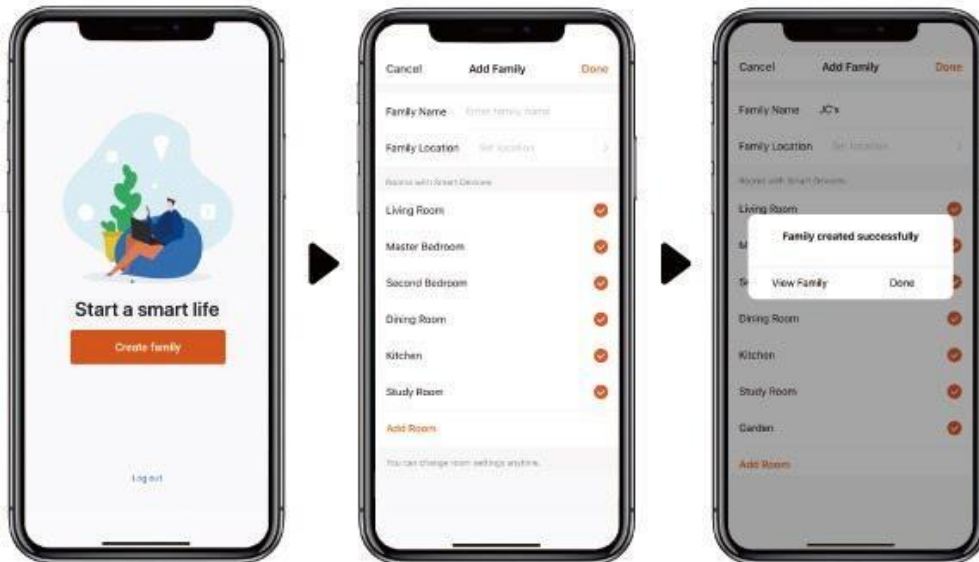 Start a smart life
Create family
Log out
Cancel Add Family Done
Family Name Enter family name
Family Location Set location
Rooms with Smart Devices
Living Room
Master Bedroom
Second Bedroom
Dining Room
Kitchen
Study Room
Add Room
You can change room settings anytime.
Cancel Add Family Done
Family Name JC's
Family Location Set location
Rooms with Smart Devices
Living Room
M
Family created successfully
Se
View Family Done
Dining Room
Kitchen
Study Room
Garden
Add Room